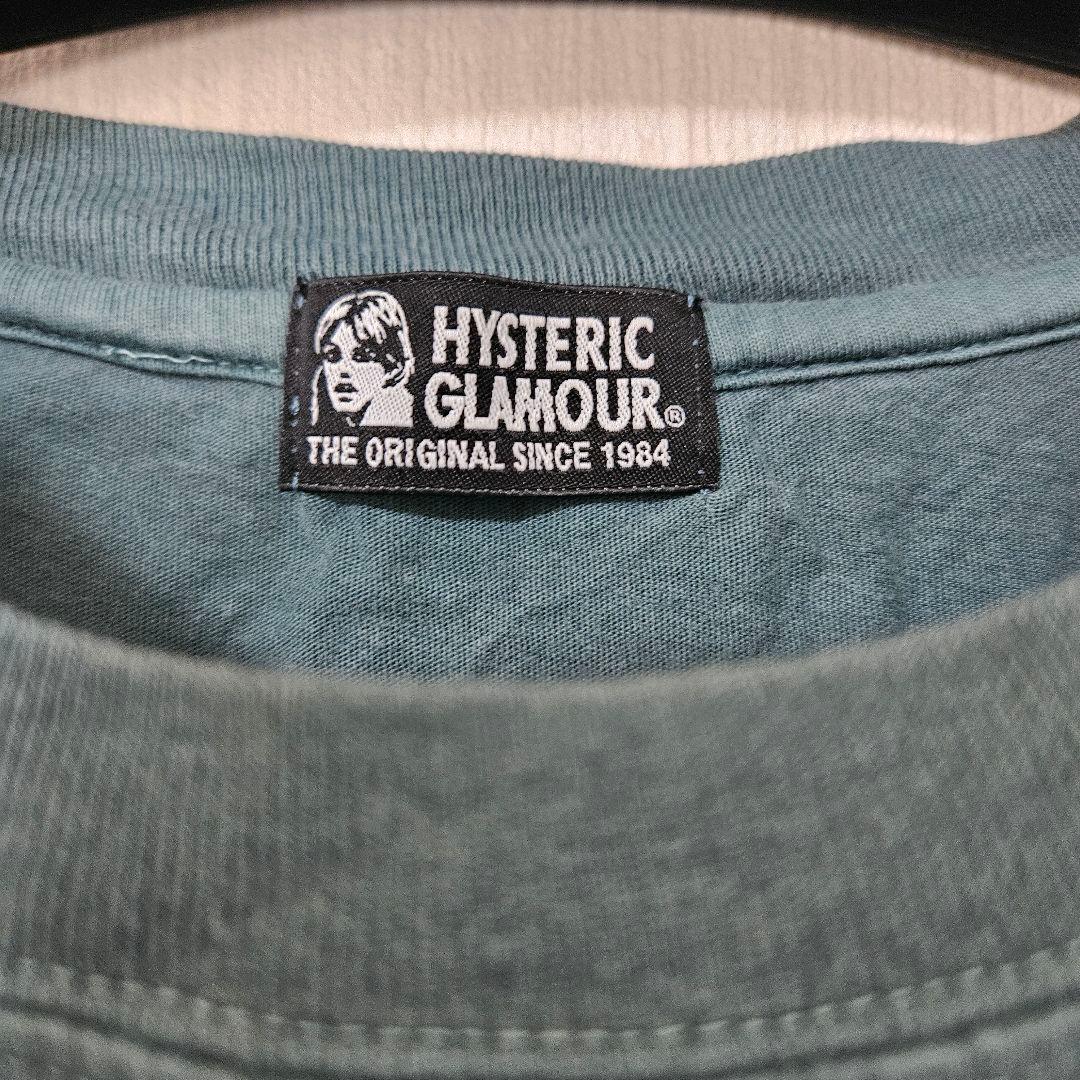 HYSTERIC
GLAMOUR®
THE ORIGINAL SINCE 1984